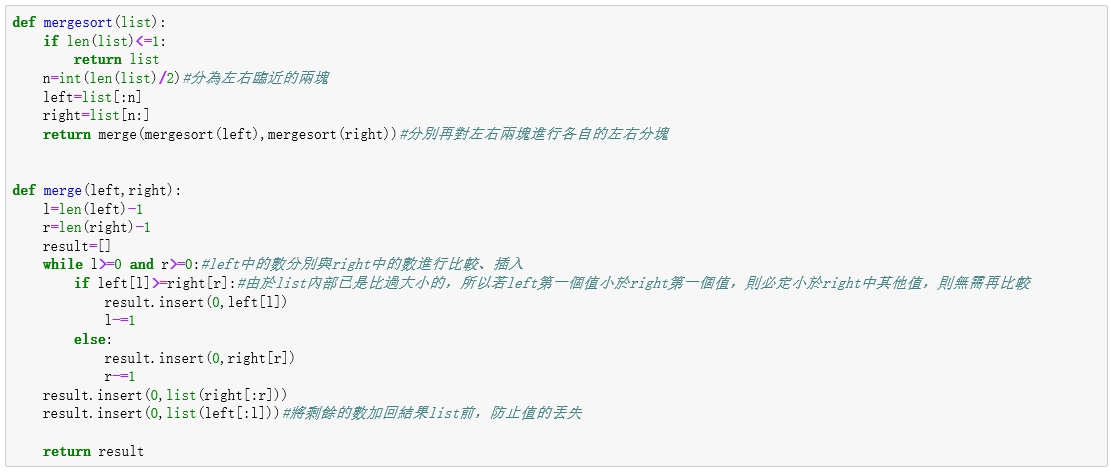 def mergesort(list):
    if len(list)<=1:
        return list
    n=int(len(list)/2)#分為左右臨近的兩塊
    left=list[:n]
    right=list[n:]
    return merge(mergesort(left),mergesort(right))#分別再對左右兩塊進行各自的左右分塊
def merge(left,right):
    l=len(left)-1
    r=len(right)-1
    result=[]
    while l>=0 and r>=0:#left中的數分別與right中的數進行比較、插入
        if left[l]>=right[r]:#由於list內部已是比過大小的，所以若left第一個值小於right第一個值，則必定小於right中其他值，則無需再比較
            result.insert(0,left[l])
            l-=1
        else:
            result.insert(0,right[r])
            r-=1
    result.insert(0,list(right[:r]))
    result.insert(0,list(left[:l]))#將剩餘的數加回結果list前，防止值的丟失
    return result